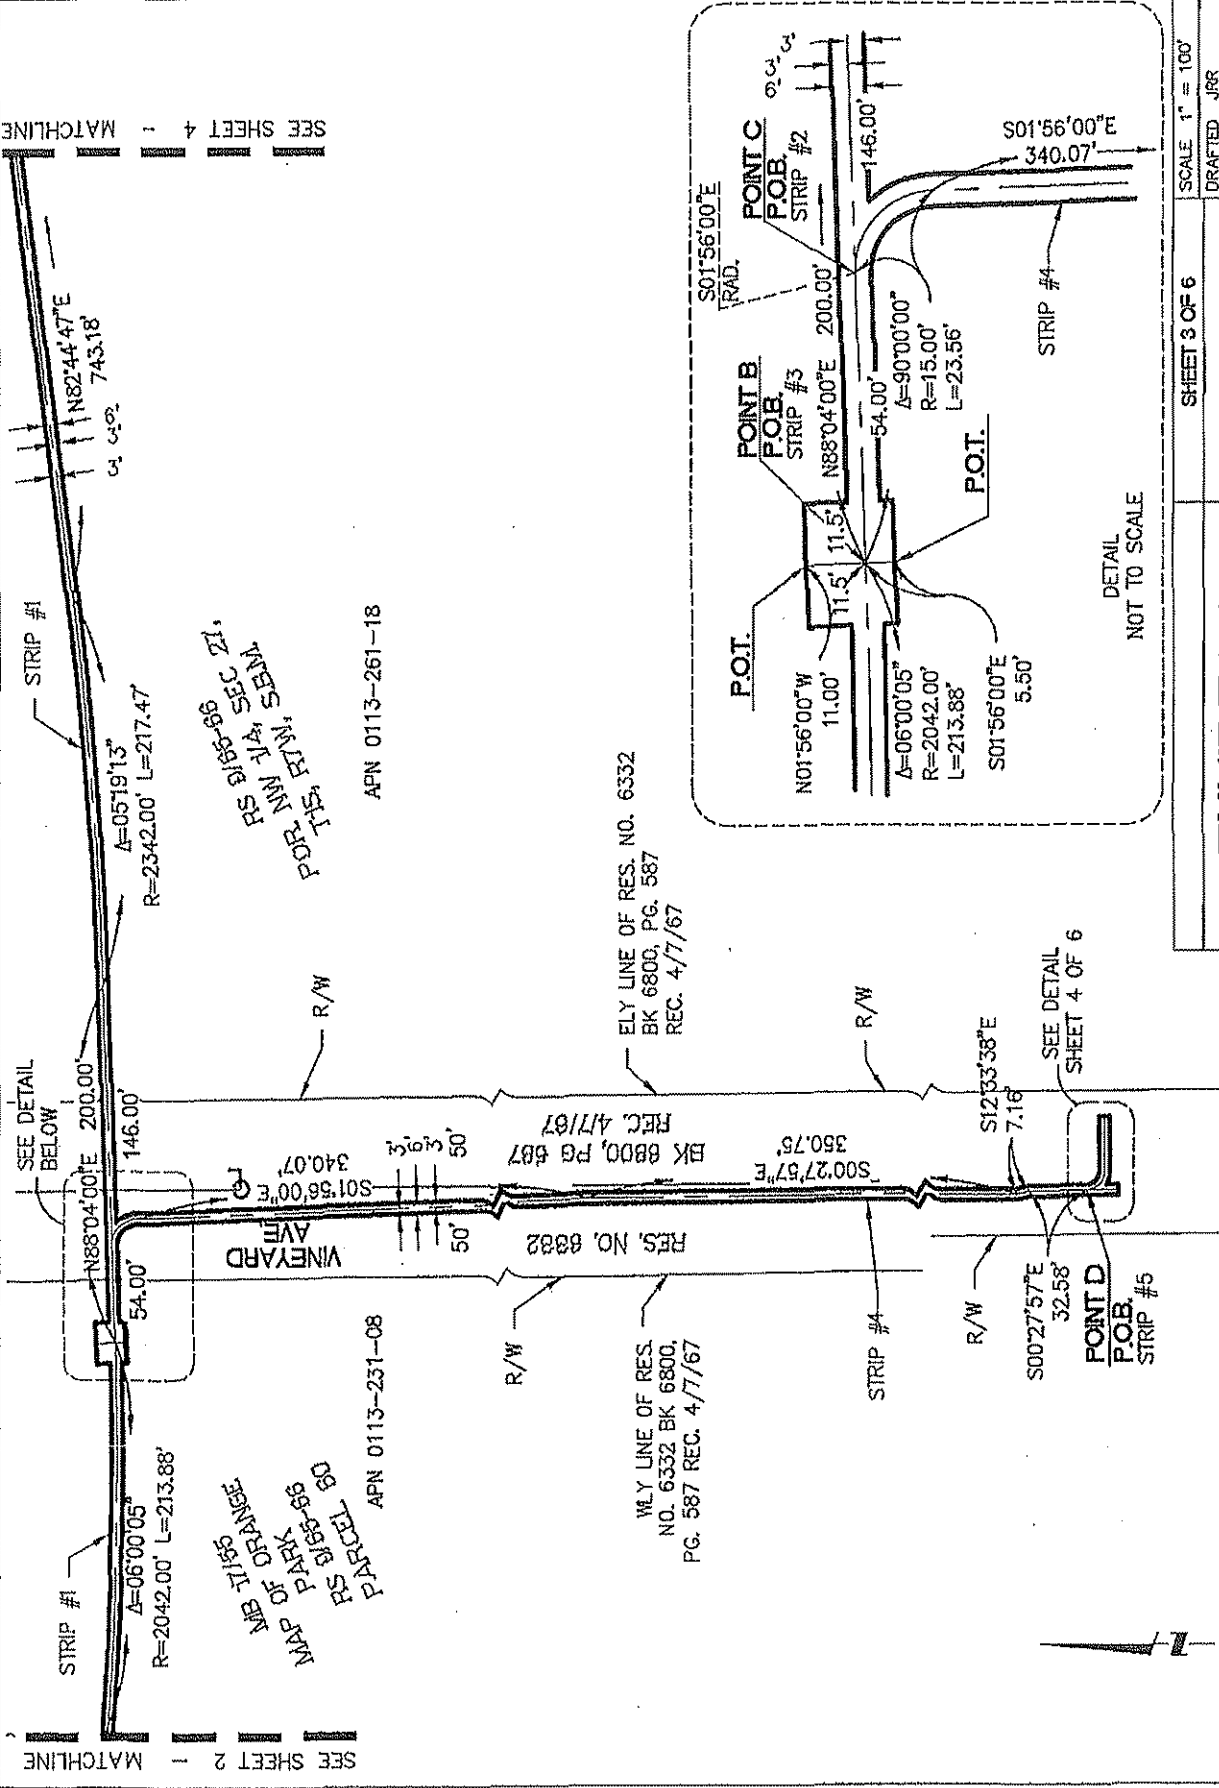 SEE SHEET 2 - MATCHLINE
STRIP #1
Δ=06°00'05"
R=2042.00' L=213.88'
MB 17/55
MAP OF ORANGE
PARK
RS 9/65-66
PARCEL 60
APN 0113-231-08
SEE DETAIL
BELOW
N88°04'00"E 200.00'
54.00'
146.00'
VINEYARD
AVE
S01°56'00"E
340.07'
3'
6'
3'
50'
50'
R/W
R/W
RES. NO. 6332
BK 6800, PG 587
REC. 4/7/67
WLY LINE OF RES.
NO. 6332 BK 6800,
PG. 587 REC. 4/7/67
ELY LINE OF RES. NO. 6332
BK 6800, PG. 587
REC. 4/7/67
S00°27'57"E
350.75'
STRIP #4
R/W
R/W
S12°33'38"E
7.16'
S00°27'57"E
32.58'
POINT D
P.O.B.
STRIP #5
SEE DETAIL
SHEET 4 OF 6
Δ=05°19'13"
R=2342.00' L=217.47'
STRIP #1
RS 9/65-66
POR. NW 1/4, SEC 27,
T1S, R7W, S.B.M.
APN 0113-261-18
N82°44'47"E
743.18'
3'
3'
6'
SEE SHEET 4 - MATCHLINE
P.O.T.
N01°56'00"W
11.00'
11.5'
11.5'
Δ=06°00'05"
R=2042.00'
L=213.88'
S01°56'00"E
5.50'
P.O.T.
POINT B
P.O.B.
STRIP #3
N88°04'00"E 200.00'
54.00'
Δ=90°00'00"
R=15.00'
L=23.56'
S01°56'00"E
RAD.
POINT C
P.O.B.
STRIP #2
146.00'
6'
3'
3'
S01°56'00"E
340.07'
STRIP #4
DETAIL
NOT TO SCALE
SHEET 3 OF 6
SCALE 1" = 100'
DRAFTED JRR